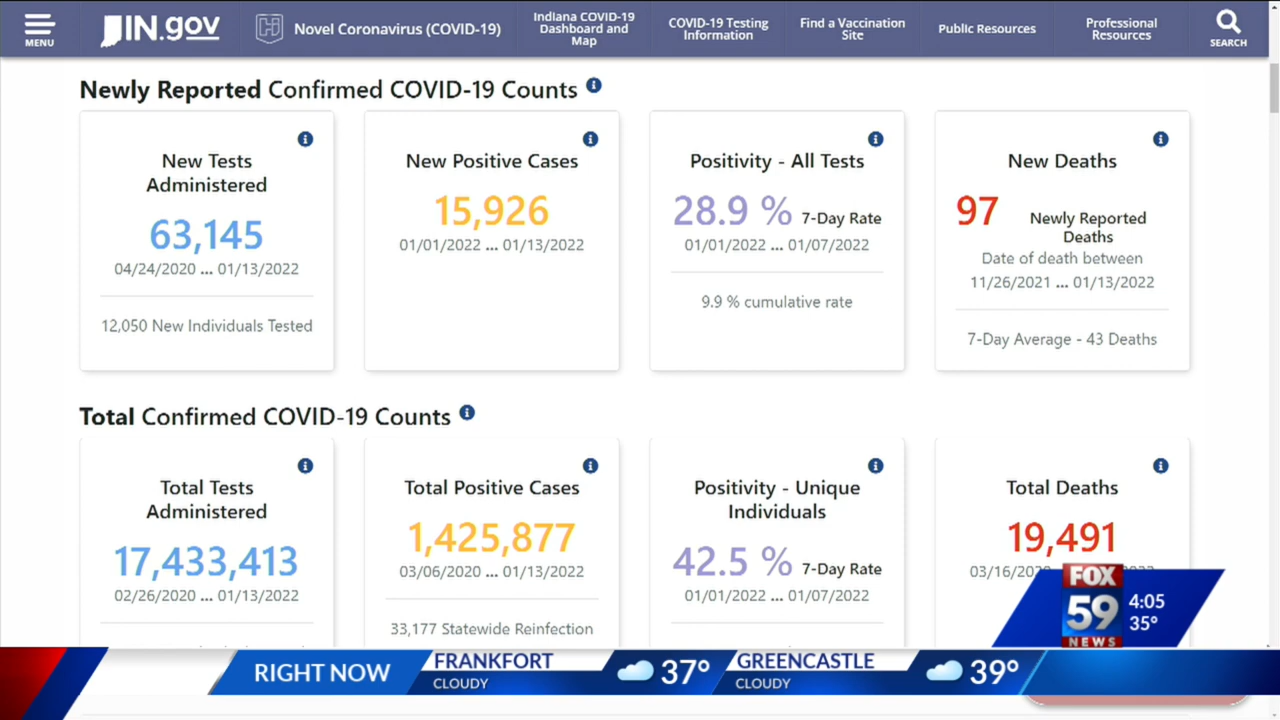 MENU
IN.gov
Novel Coronavirus (COVID-19)
Indiana COVID-19
Dashboard and
Map
COVID-19 Testing
Information
Find a Vaccination
Site
Public Resources
Professional
Resources
SEARCH
Newly Reported Confirmed COVID-19 Counts
New Tests
Administered
63,145
04/24/2020 ... 01/13/2022
12,050 New Individuals Tested
New Positive Cases
15,926
01/01/2022 ... 01/13/2022
Positivity - All Tests
28.9 % 7-Day Rate
01/01/2022 ... 01/07/2022
9.9 % cumulative rate
New Deaths
97 Newly Reported
Deaths
Date of death between
11/26/2021 ... 01/13/2022
7-Day Average - 43 Deaths
Total Confirmed COVID-19 Counts
Total Tests
Administered
17,433,413
02/26/2020 ... 01/13/2022
Total Positive Cases
1,425,877
03/06/2020 ... 01/13/2022
33,177 Statewide Reinfection
Positivity - Unique
Individuals
42.5 % 7-Day Rate
01/01/2022 ... 01/07/2022
Total Deaths
19,491
FOX
59
NEWS
4:05
35°
RIGHT NOW
FRANKFORT
CLOUDY
37°
GREENCASTLE
CLOUDY
39°